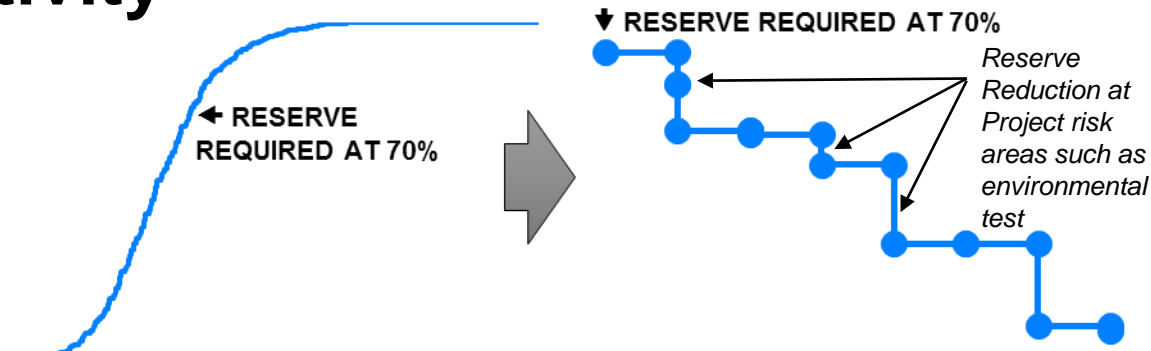 RESERVE REQUIRED AT 70%
RESERVE
REQUIRED AT 70%
Reserve
Reduction at
Project risk
areas such as
environmental
test